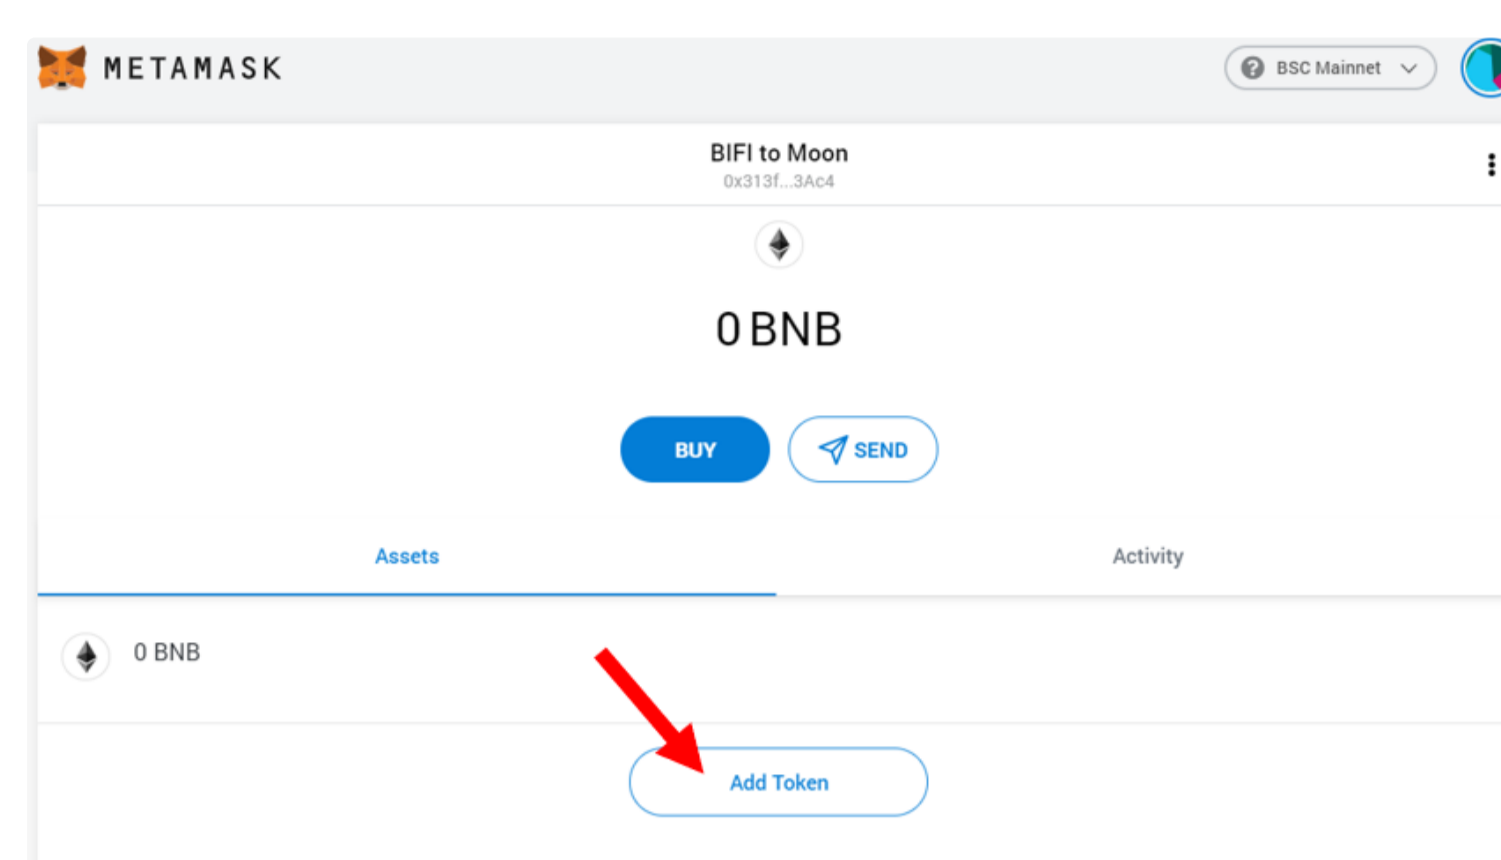 METAMASK
BSC Mainnet
BIFI to Moon
0x313f...3Ac4
0 BNB
BUY
SEND
Assets
Activity
0 BNB
Add Token